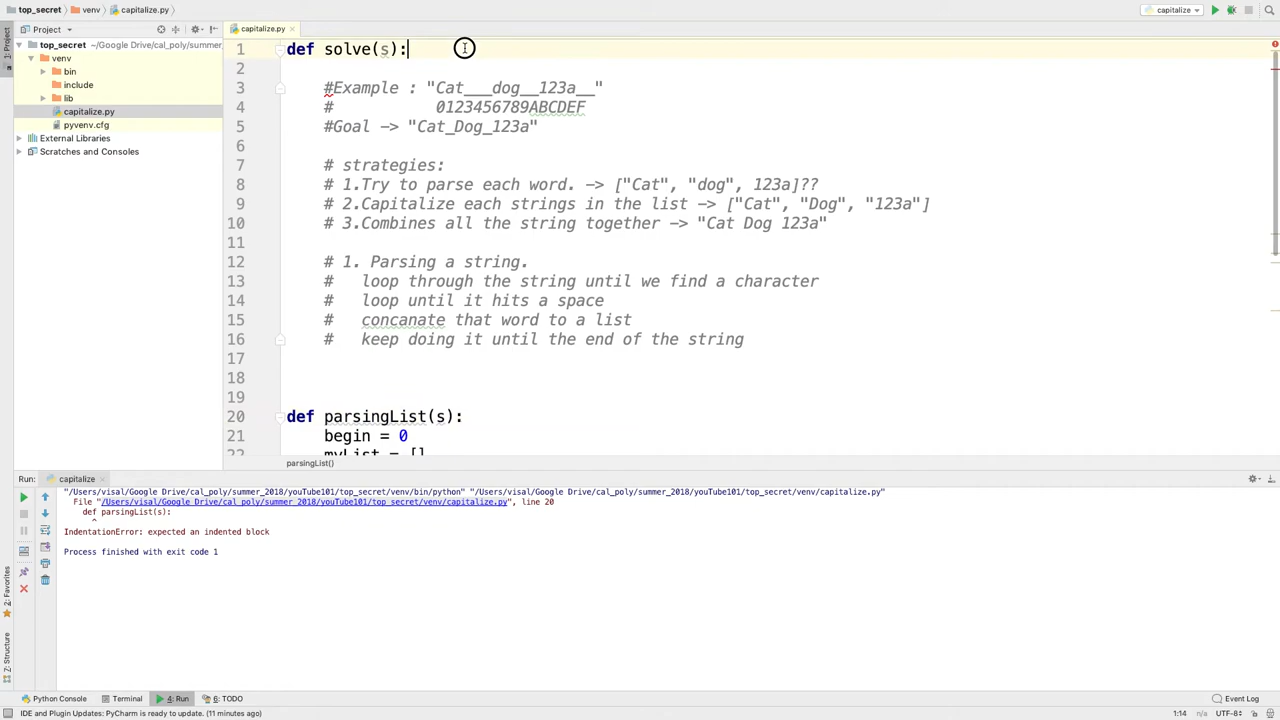 top_secret venv capitalize.py capitalize
Project capitalize.py
1: Project
top_secret ~/Google Drive/cal_poly/summer
venv
bin
include
lib
capitalize.py
pyvenv.cfg
External Libraries
Scratches and Consoles
1 def solve(s):
2
3 #Example : "Cat___dog__123a__"
4 # 0123456789ABCDEF
5 #Goal -> "Cat_Dog_123a"
6
7 # strategies:
8 # 1.Try to parse each word. -> ["Cat", "dog", 123a]??
9 # 2.Capitalize each strings in the list -> ["Cat", "Dog", "123a"]
10 # 3.Combines all the string together -> "Cat Dog 123a"
11
12 # 1. Parsing a string.
13 # loop through the string until we find a character
14 # loop until it hits a space
15 # concanate that word to a list
16 # keep doing it until the end of the string
17
18
19
20 def parsingList(s):
21 begin = 0
22 myList = []
parsingList()
Run: capitalize
"/Users/visal/Google Drive/cal_poly/summer_2018/youTube101/top_secret/venv/bin/python" "/Users/visal/Google Drive/cal_poly/summer_2018/youTube101/top_secret/venv/capitalize.py"
File "/Users/visal/Google Drive/cal_poly/summer_2018/youTube101/top_secret/venv/capitalize.py", line 20
def parsingList(s):
^
IndentationError: expected an indented block
Process finished with exit code 1
2: Favorites
7: Structure
Python Console Terminal 4: Run 6: TODO Event Log
IDE and Plugin Updates: PyCharm is ready to update. (11 minutes ago) 1:14 n/a UTF-8